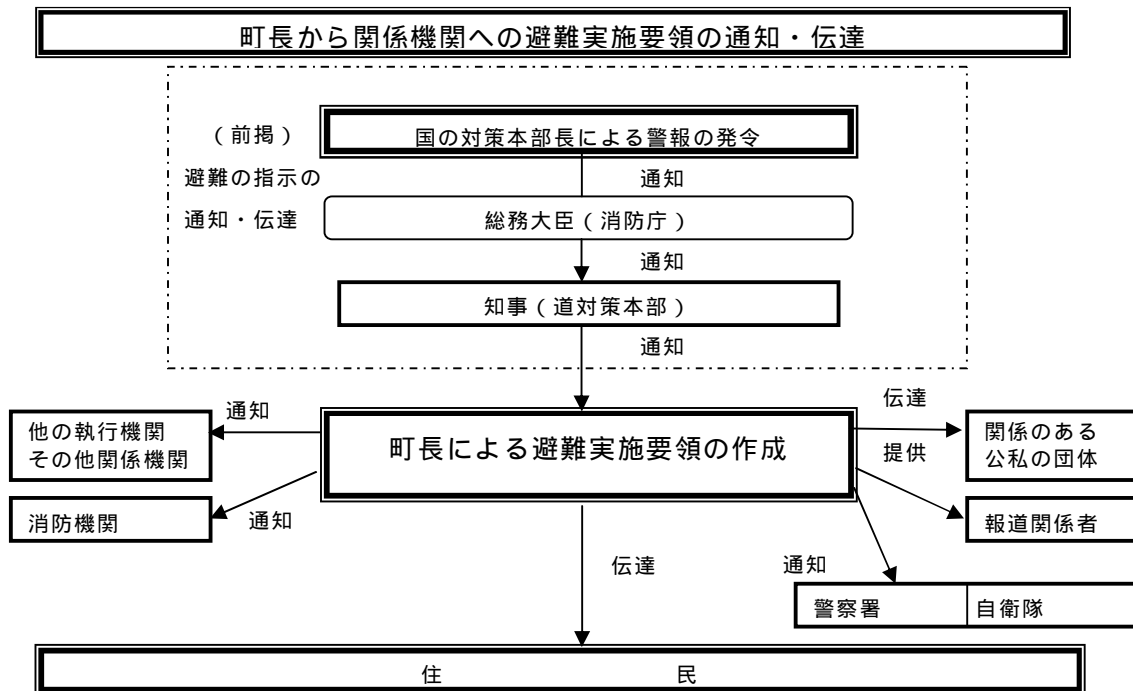 町長から関係機関への避難実施要領の通知・伝達
（前掲）
避難の指示の
通知・伝達
国の対策本部長による警報の発令
通知
総務大臣（消防庁）
通知
知事（道対策本部）
通知
町長による避難実施要領の作成
通知
他の執行機関
その他関係機関
通知
消防機関
伝達
関係のある
公私の団体
提供
報道関係者
通知
警察署 自衛隊
伝達
住 民